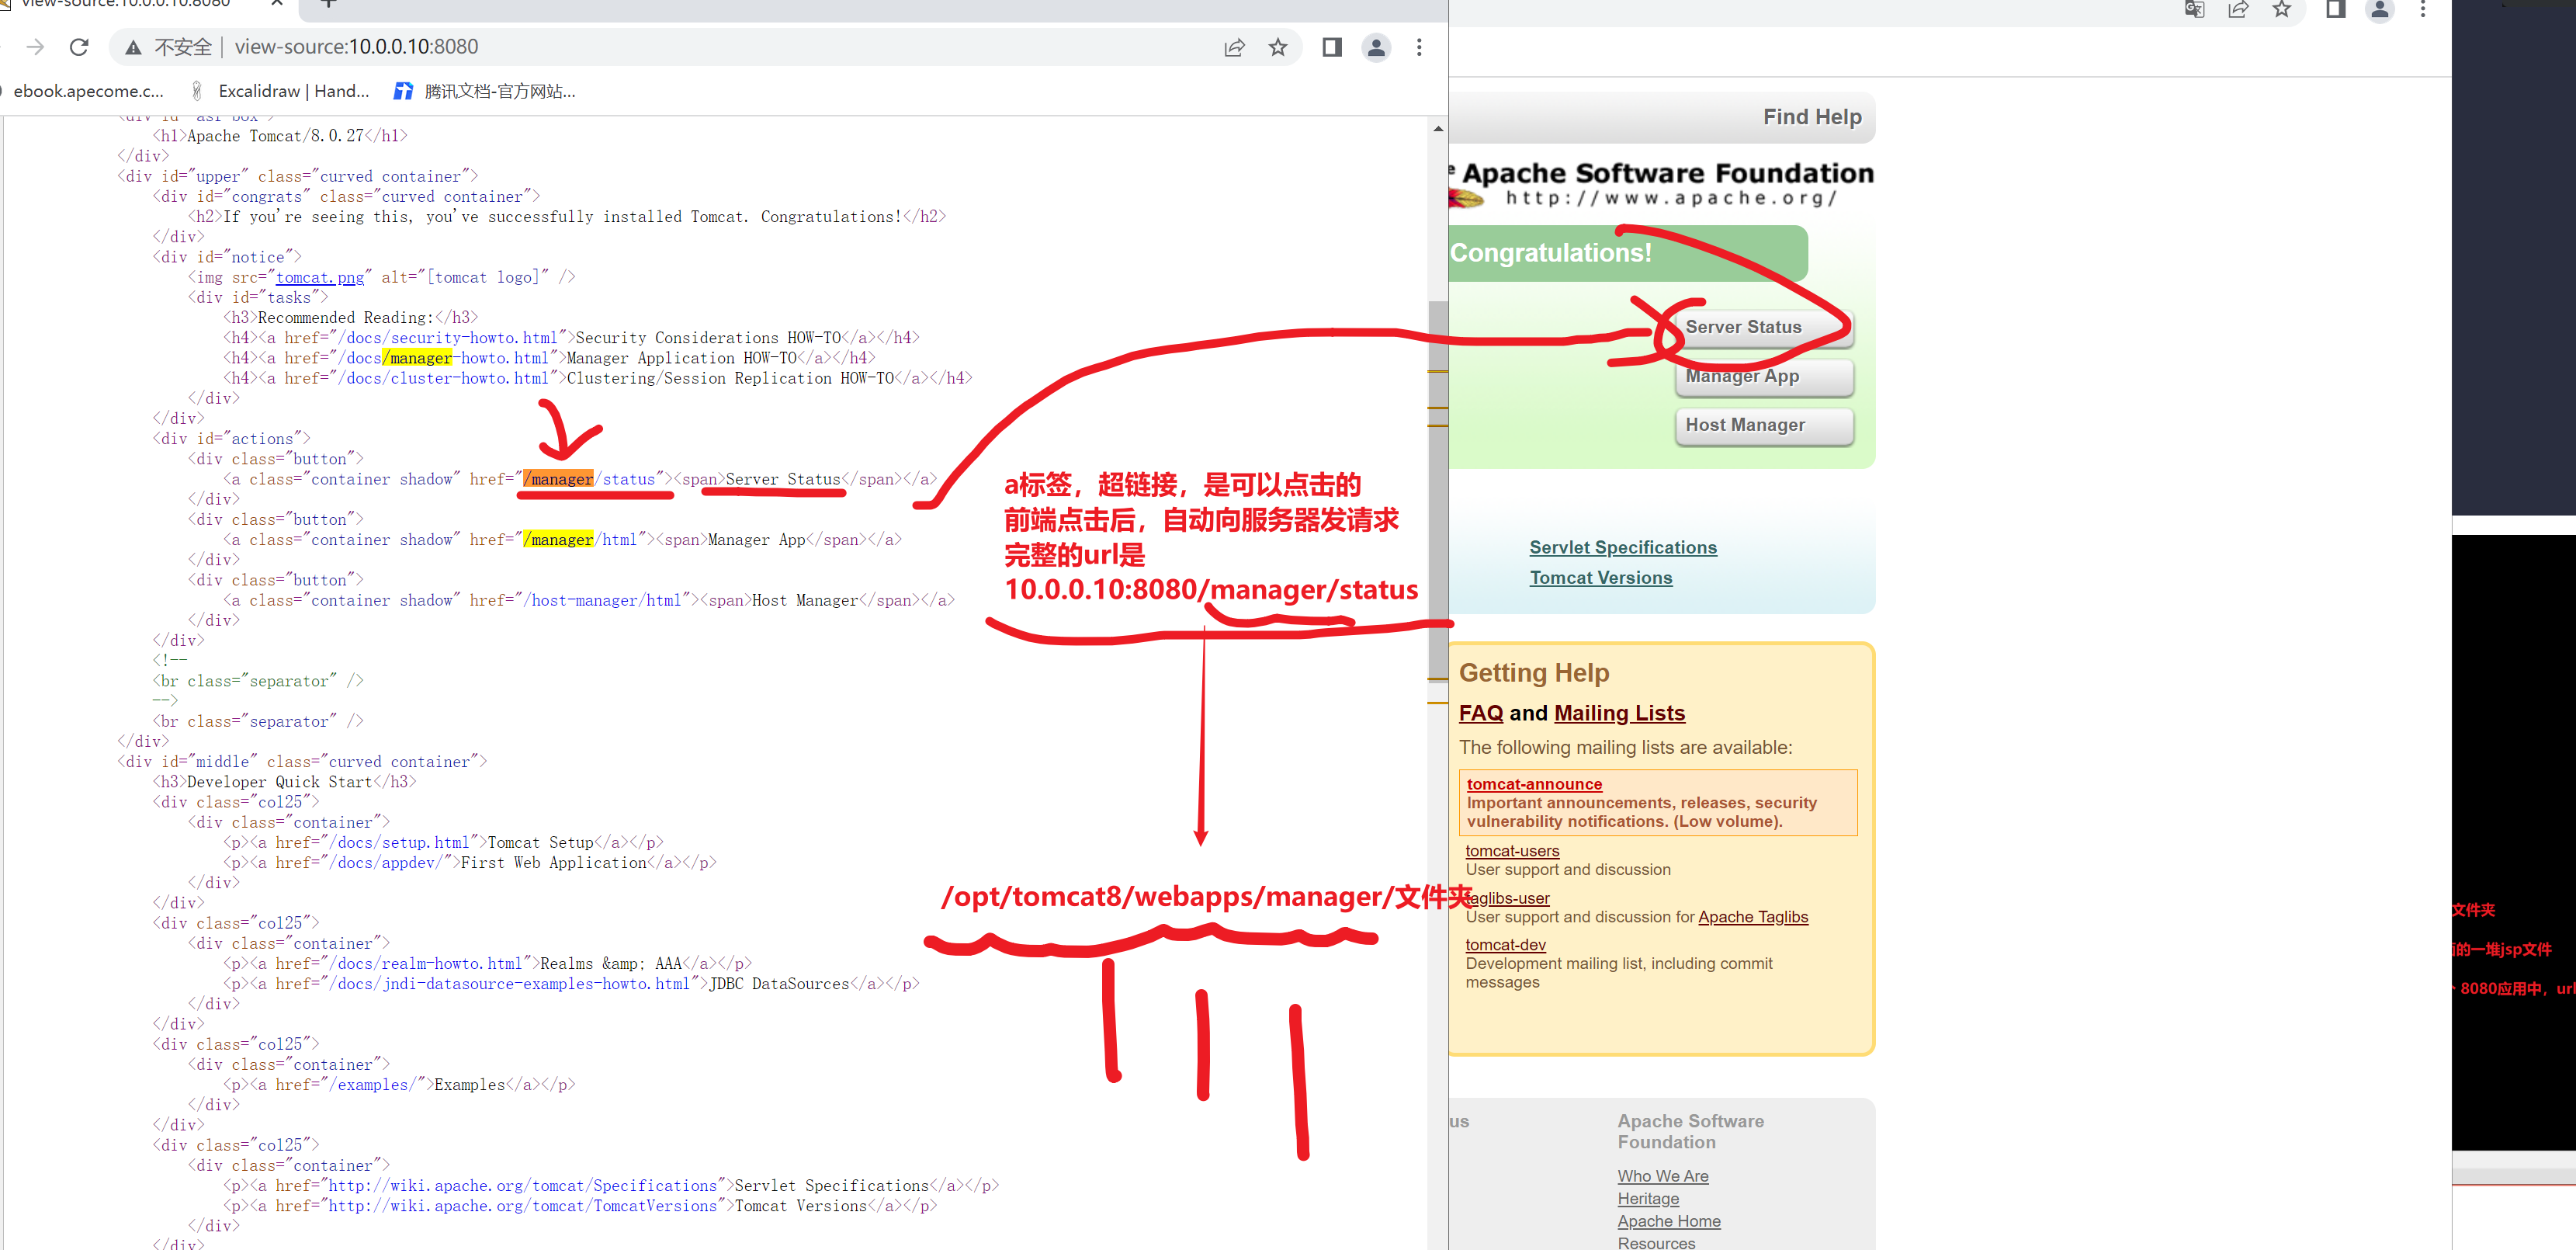 view-source:10.0.0.10:8080
不安全 | view-source:10.0.0.10:8080
ebook.apecome.c... Excalidraw | Hand... 腾讯文档-官方网站...
<div id="asf-box">
<h1>Apache Tomcat/8.0.27</h1>
</div>
<div id="upper" class="curved container">
<div id="congrats" class="curved container">
<h2>If you're seeing this, you've successfully installed Tomcat. Congratulations!</h2>
</div>
<div id="notice">
<img src="tomcat.png" alt="[tomcat logo]" />
<div id="tasks">
<h3>Recommended Reading:</h3>
<h4><a href="/docs/security-howto.html">Security Considerations HOW-TO</a></h4>
<h4><a href="/docs/manager-howto.html">Manager Application HOW-TO</a></h4>
<h4><a href="/docs/cluster-howto.html">Clustering/Session Replication HOW-TO</a></h4>
</div>
</div>
<div id="actions">
<div class="button">
<a class="container shadow" href="/manager/status"><span>Server Status</span></a>
</div>
<div class="button">
<a class="container shadow" href="/manager/html"><span>Manager App</span></a>
</div>
<div class="button">
<a class="container shadow" href="/host-manager/html"><span>Host Manager</span></a>
</div>
</div>
<!--
<br class="separator" />
-->
<br class="separator" />
</div>
<div id="middle" class="curved container">
<h3>Developer Quick Start</h3>
<div class="col25">
<div class="container">
<p><a href="/docs/setup.html">Tomcat Setup</a></p>
<p><a href="/docs/appdev/">First Web Application</a></p>
</div>
</div>
<div class="col25">
<div class="container">
<p><a href="/docs/realm-howto.html">Realms &amp; AAA</a></p>
<p><a href="/docs/jndi-datasource-examples-howto.html">JDBC DataSources</a></p>
</div>
</div>
<div class="col25">
<div class="container">
<p><a href="/examples/">Examples</a></p>
</div>
</div>
<div class="col25">
<div class="container">
<p><a href="http://wiki.apache.org/tomcat/Specifications">Servlet Specifications</a></p>
<p><a href="http://wiki.apache.org/tomcat/TomcatVersions">Tomcat Versions</a></p>
</div>
</div>
a标签，超链接，是可以点击的
前端点击后，自动向服务器发请求
完整的url是
10.0.0.10:8080/manager/status
/opt/tomcat8/webapps/manager/文件夹
Find Help
e Apache Software Foundation
http://www.apache.org/
Congratulations!
Server Status
Manager App
Host Manager
Servlet Specifications
Tomcat Versions
Getting Help
FAQ and Mailing Lists
The following mailing lists are available:
tomcat-announce
Important announcements, releases, security
vulnerability notifications. (Low volume).
tomcat-users
User support and discussion
taglibs-user
User support and discussion for Apache Taglibs
tomcat-dev
Development mailing list, including commit
messages
us
Apache Software
Foundation
Who We Are
Heritage
Apache Home
Resources
文件夹
的一堆jsp文件
8080应用中，url